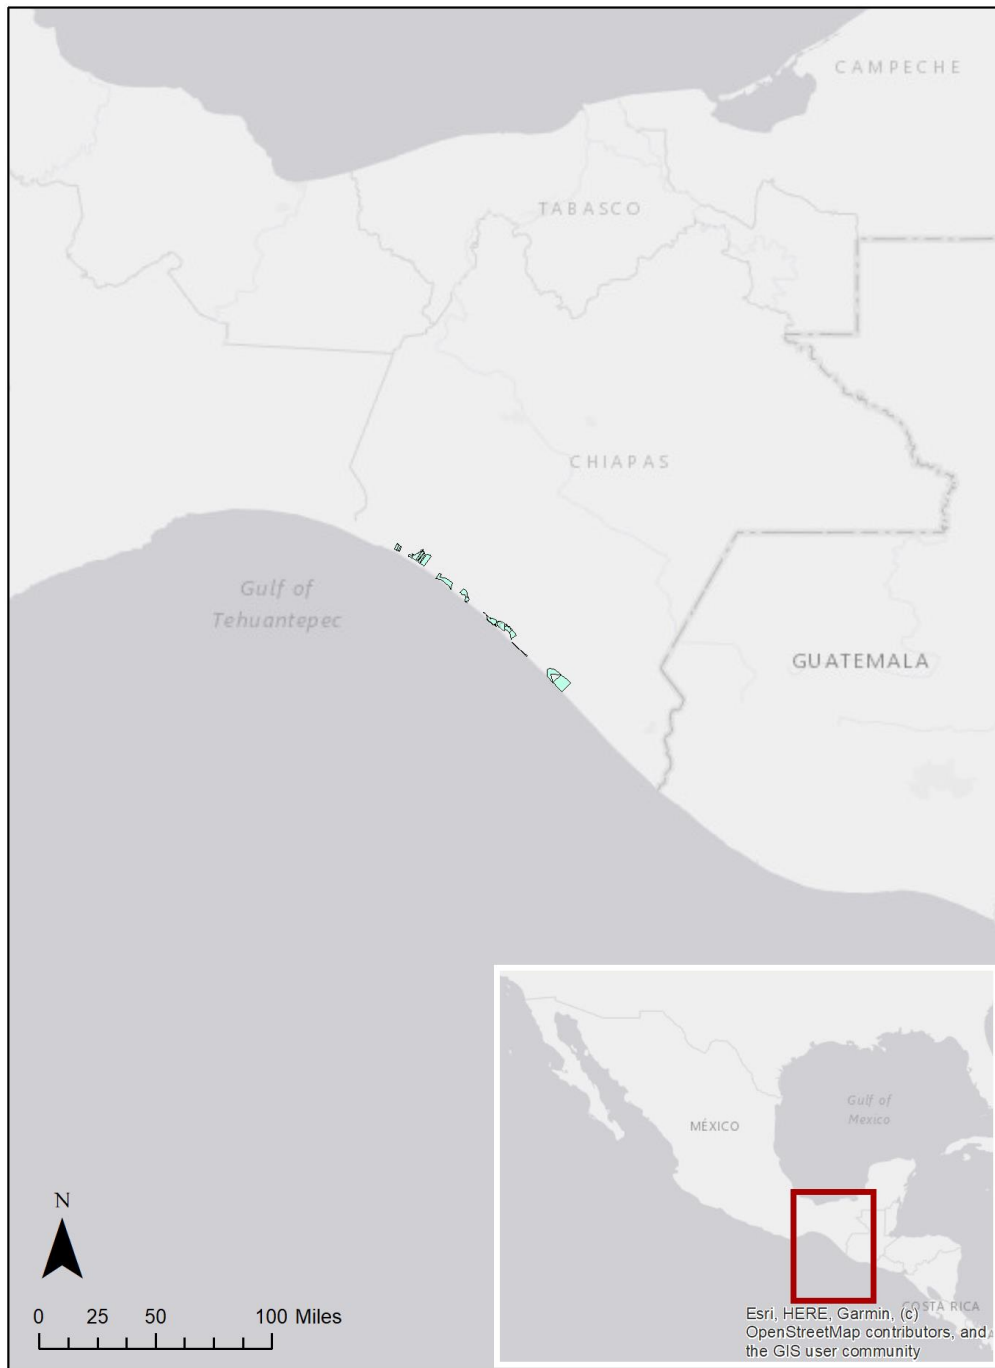 CAMPECHE
TABASCO
CHIAPAS
Gulf of
Tehuantepec
GUATEMALA
Gulf of
Mexico
MÉXICO
N
COSTA RICA
0 25 50 100 Miles
Esri, HERE, Garmin, (c)
OpenStreetMap contributors, and
the GIS user community